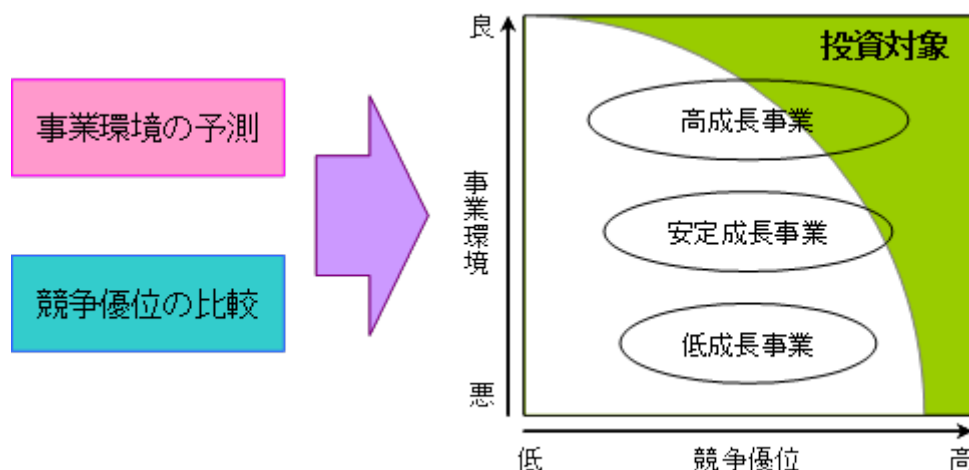 事業環境の予測
競争優位の比較
良
事業環境
悪
投資対象
高成長事業
安定成長事業
低成長事業
低
競争優位
高